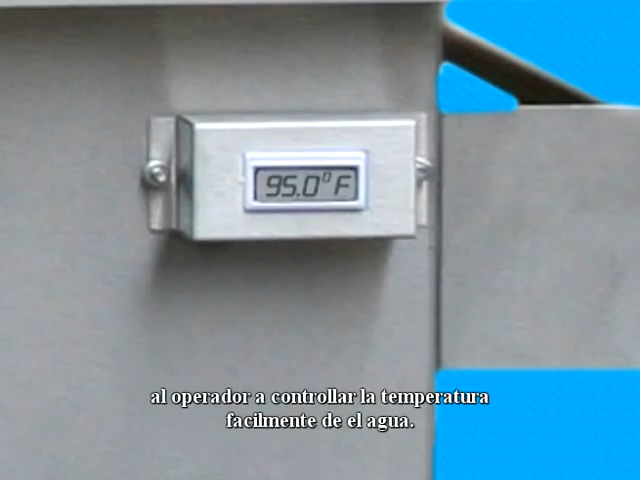 95.0° F
al operador a controllar la temperatura
facilmente de el agua.